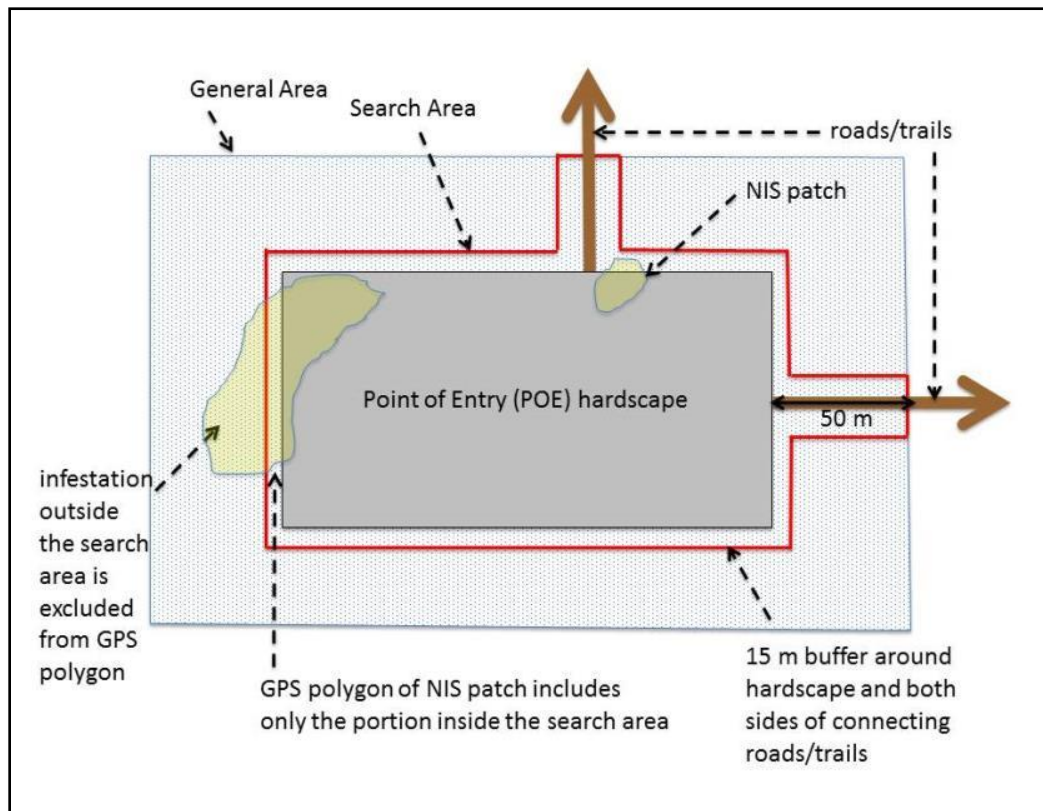 General Area
Search Area
roads/trails
NIS patch
Point of Entry (POE) hardscape
50 m
infestation
outside
the search
area is
excluded
from GPS
polygon
GPS polygon of NIS patch includes
only the portion inside the search area
15 m buffer around
hardscape and both
sides of connecting
roads/trails